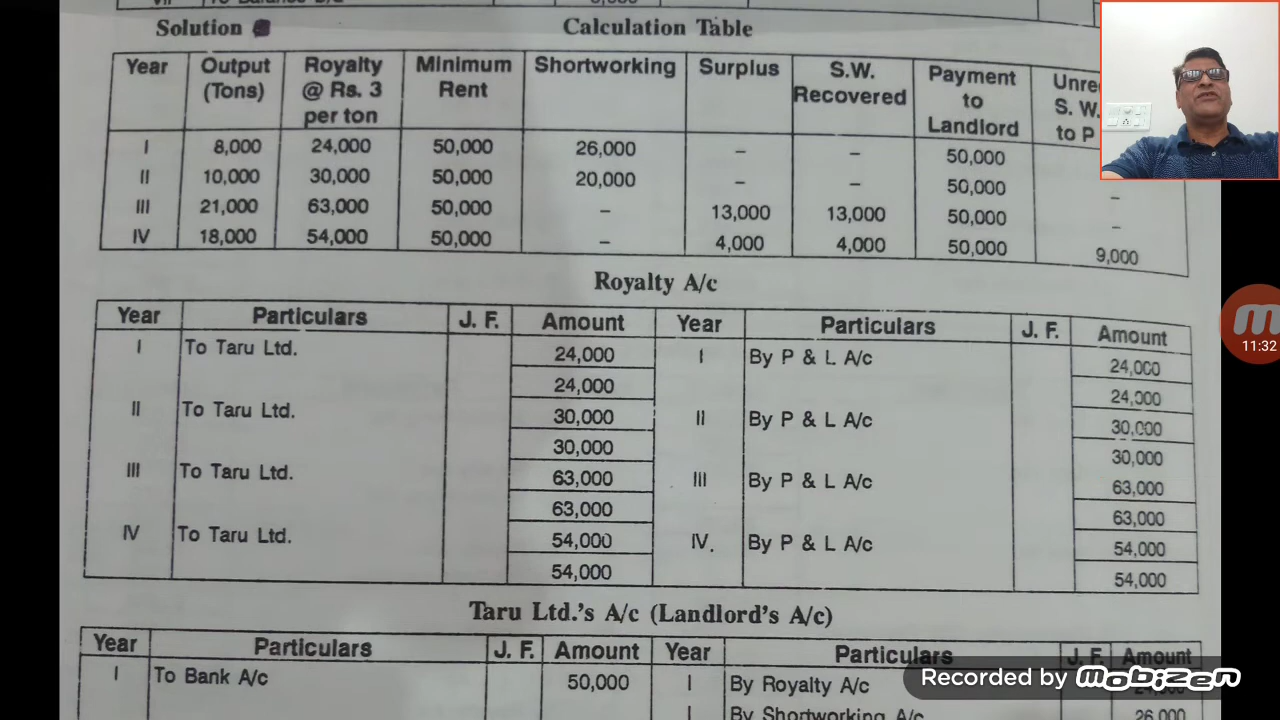 Solution
Calculation Table
Year Output (Tons) Royalty @ Rs. 3 per ton Minimum Rent Shortworking Surplus S.W. Recovered Payment to Landlord S. W. to P
I 8,000 24,000 50,000 26,000 – – 50,000
II 10,000 30,000 50,000 20,000 – – 50,000 –
III 21,000 63,000 50,000 – 13,000 13,000 50,000 –
IV 18,000 54,000 50,000 – 4,000 4,000 50,000 9,000
Royalty A/c
Year Particulars J. F. Amount Year Particulars J. F. Amount
I To Taru Ltd. 24,000 I By P & L A/c 24,000
24,000 24,000
II To Taru Ltd. 30,000 II By P & L A/c 30,000
30,000 30,000
III To Taru Ltd. 63,000 III By P & L A/c 63,000
63,000 63,000
IV To Taru Ltd. 54,000 IV. By P & L A/c 54,000
54,000 54,000
Taru Ltd.'s A/c (Landlord's A/c)
Year Particulars J. F. Amount Year Particulars J. F. Amount
I To Bank A/c 50,000 I By Royalty A/c
I By Shortworking A/c 26,000
Recorded by mobizen
11:32